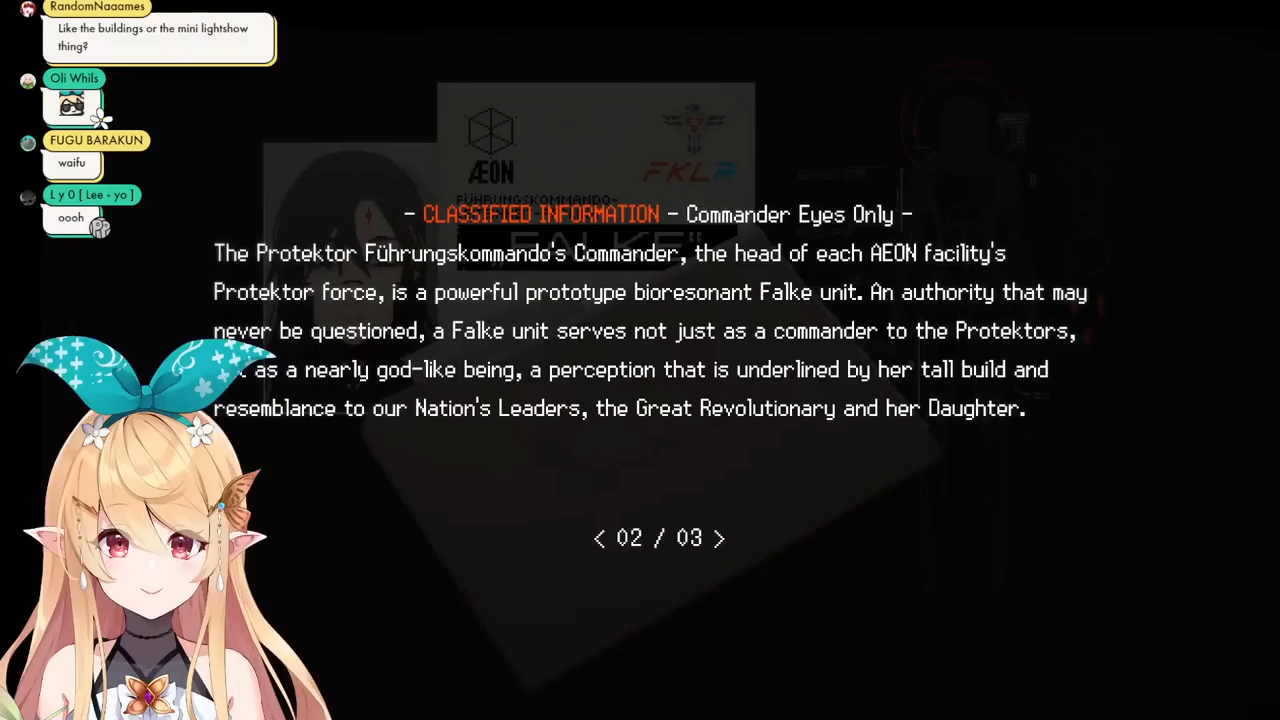 RandomNaaames
Like the buildings or the mini lightshow
thing?
Oli Whils
FUGU BARAKUN
waifu
L y 0 [ Lee - yo ]
oooh
ÆON
FKLR
FÜHRUNGSKOMMANDO-
„FALKE“
- CLASSIFIED INFORMATION - Commander Eyes Only -
The Protektor Führungskommando's Commander, the head of each AEON facility's
Protektor force, is a powerful prototype bioresonant Falke unit. An authority that may
never be questioned, a Falke unit serves not just as a commander to the Protektors,
as a nearly god-like being, a perception that is underlined by her tall build and
resemblance to our Nation's Leaders, the Great Revolutionary and her Daughter.
< 02 / 03 >